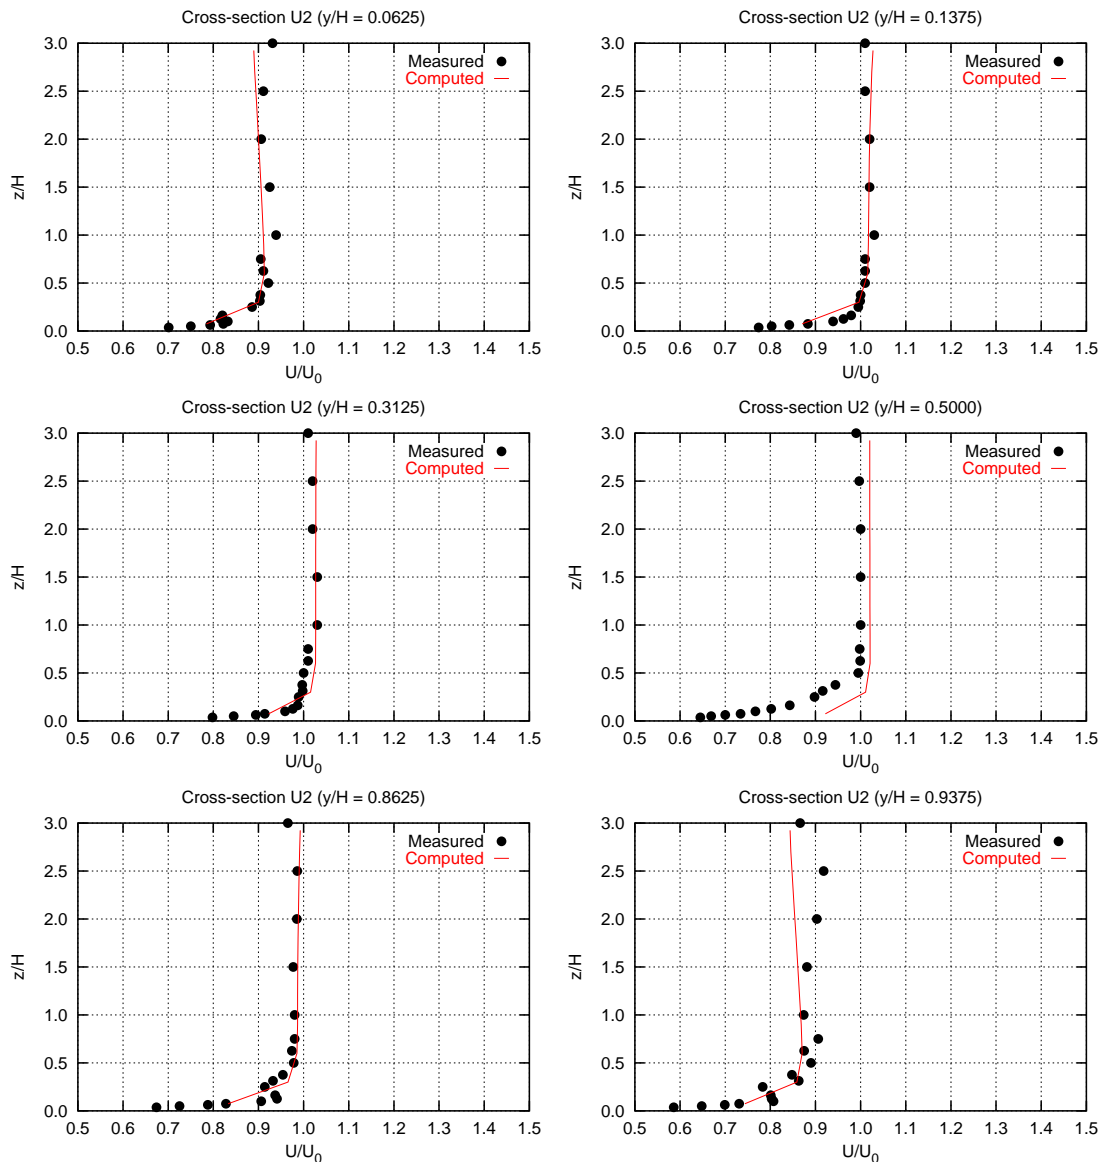 Cross-section U2 (y/H = 0.0625)
3.0
2.5
2.0
1.5
1.0
0.5
0.0
z/H
Measured
Computed
0.5 0.6 0.7 0.8 0.9 1.0 1.1 1.2 1.3 1.4 1.5
U/U0
Cross-section U2 (y/H = 0.1375)
3.0
2.5
2.0
1.5
1.0
0.5
0.0
z/H
Measured
Computed
0.5 0.6 0.7 0.8 0.9 1.0 1.1 1.2 1.3 1.4 1.5
U/U0
Cross-section U2 (y/H = 0.3125)
3.0
2.5
2.0
1.5
1.0
0.5
0.0
z/H
Measured
Computed
0.5 0.6 0.7 0.8 0.9 1.0 1.1 1.2 1.3 1.4 1.5
U/U0
Cross-section U2 (y/H = 0.5000)
3.0
2.5
2.0
1.5
1.0
0.5
0.0
z/H
Measured
Computed
0.5 0.6 0.7 0.8 0.9 1.0 1.1 1.2 1.3 1.4 1.5
U/U0
Cross-section U2 (y/H = 0.8625)
3.0
2.5
2.0
1.5
1.0
0.5
0.0
z/H
Measured
Computed
0.5 0.6 0.7 0.8 0.9 1.0 1.1 1.2 1.3 1.4 1.5
U/U0
Cross-section U2 (y/H = 0.9375)
3.0
2.5
2.0
1.5
1.0
0.5
0.0
z/H
Measured
Computed
0.5 0.6 0.7 0.8 0.9 1.0 1.1 1.2 1.3 1.4 1.5
U/U0